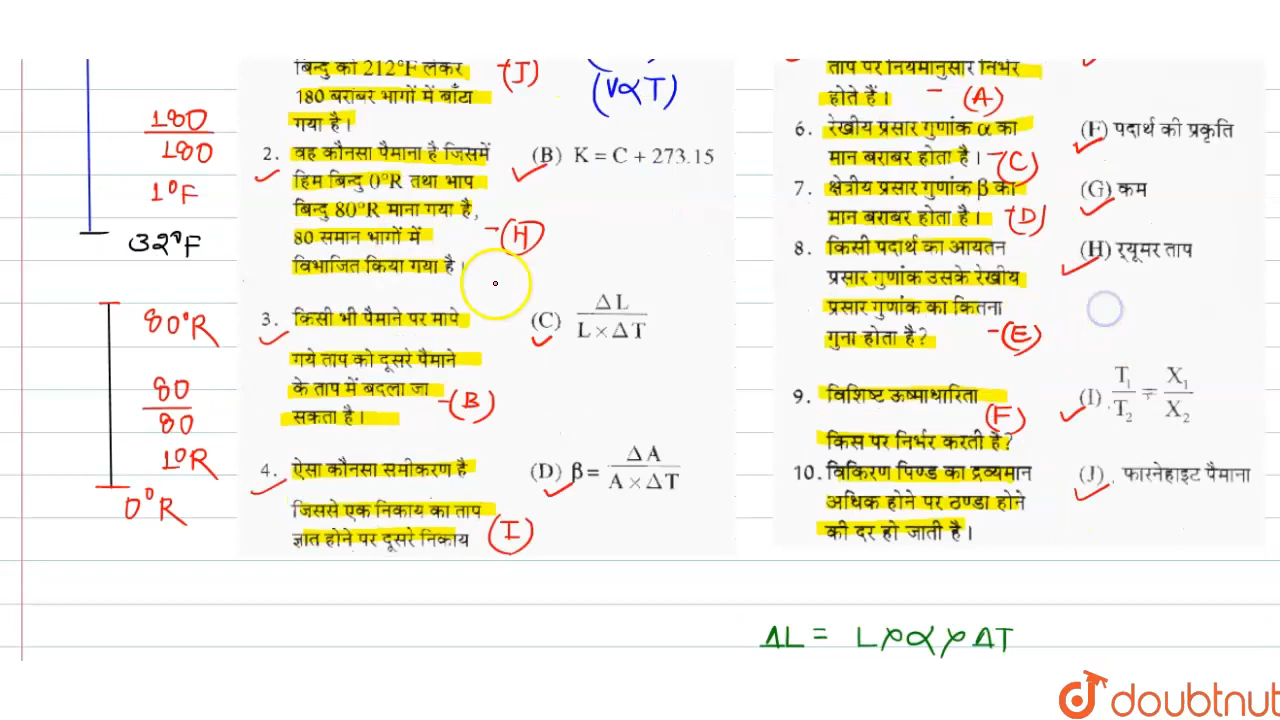 180
180
1°F
032°F
80°R
80
80
1°R
0°R
बिन्दु को 212°F लेकर
180 बराबर भागों में बाँटा
गया है।
-(J)
(V∝T)
2. वह कौनसा पैमाना है जिसमें
हिम बिन्दु 0°R तथा भाप
बिन्दु 80°R माना गया है,
80 समान भागों में
विभाजित किया गया है।
-(H)
(B) K = C + 273.15
3. किसी भी पैमाने पर मापे
गये ताप को दूसरे पैमाने
के ताप में बदला जा
सकता है।
-(B)
(C) ΔL
L × ΔT
4. ऐसा कौनसा समीकरण है
जिससे एक निकाय का ताप
ज्ञात होने पर दूसरे निकाय
(I)
(D) β = ΔA
A × ΔT
ताप पर नियमानुसार निर्भर
होते हैं।
- (A)
6. रेखीय प्रसार गुणांक α का
मान बराबर होता है।
-(C)
7. क्षेत्रीय प्रसार गुणांक β का
मान बराबर होता है।
-(D)
8. किसी पदार्थ का आयतन
प्रसार गुणांक उसके रेखीय
प्रसार गुणांक का कितना
गुना होता है?
-(E)
9. विशिष्ट ऊष्माधारिता
किस पर निर्भर करती है?
(F)
10. विकिरण पिण्ड का द्रव्यमान
अधिक होने पर ठण्डा होने
की दर हो जाती है।
(F) पदार्थ की प्रकृति
(G) कम
(H) र्‍यूमर ताप
(I) T₁/T₂ = X₁/X₂
(J) फारनेहाइट पैमाना
ΔL = L × α × ΔT
doubtnut